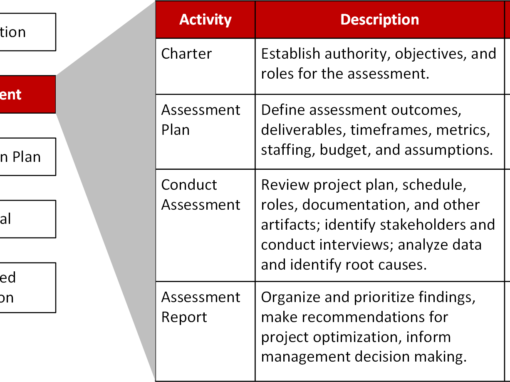 tion
ent
n Plan
al
ed
on
Activity
Description
Charter
Establish authority, objectives, and
roles for the assessment.
Assessment
Plan
Define assessment outcomes,
deliverables, timeframes, metrics,
staffing, budget, and assumptions.
Conduct
Assessment
Review project plan, schedule,
roles, documentation, and other
artifacts; identify stakeholders and
conduct interviews; analyze data
and identify root causes.
Assessment
Report
Organize and prioritize findings,
make recommendations for
project optimization, inform
management decision making.